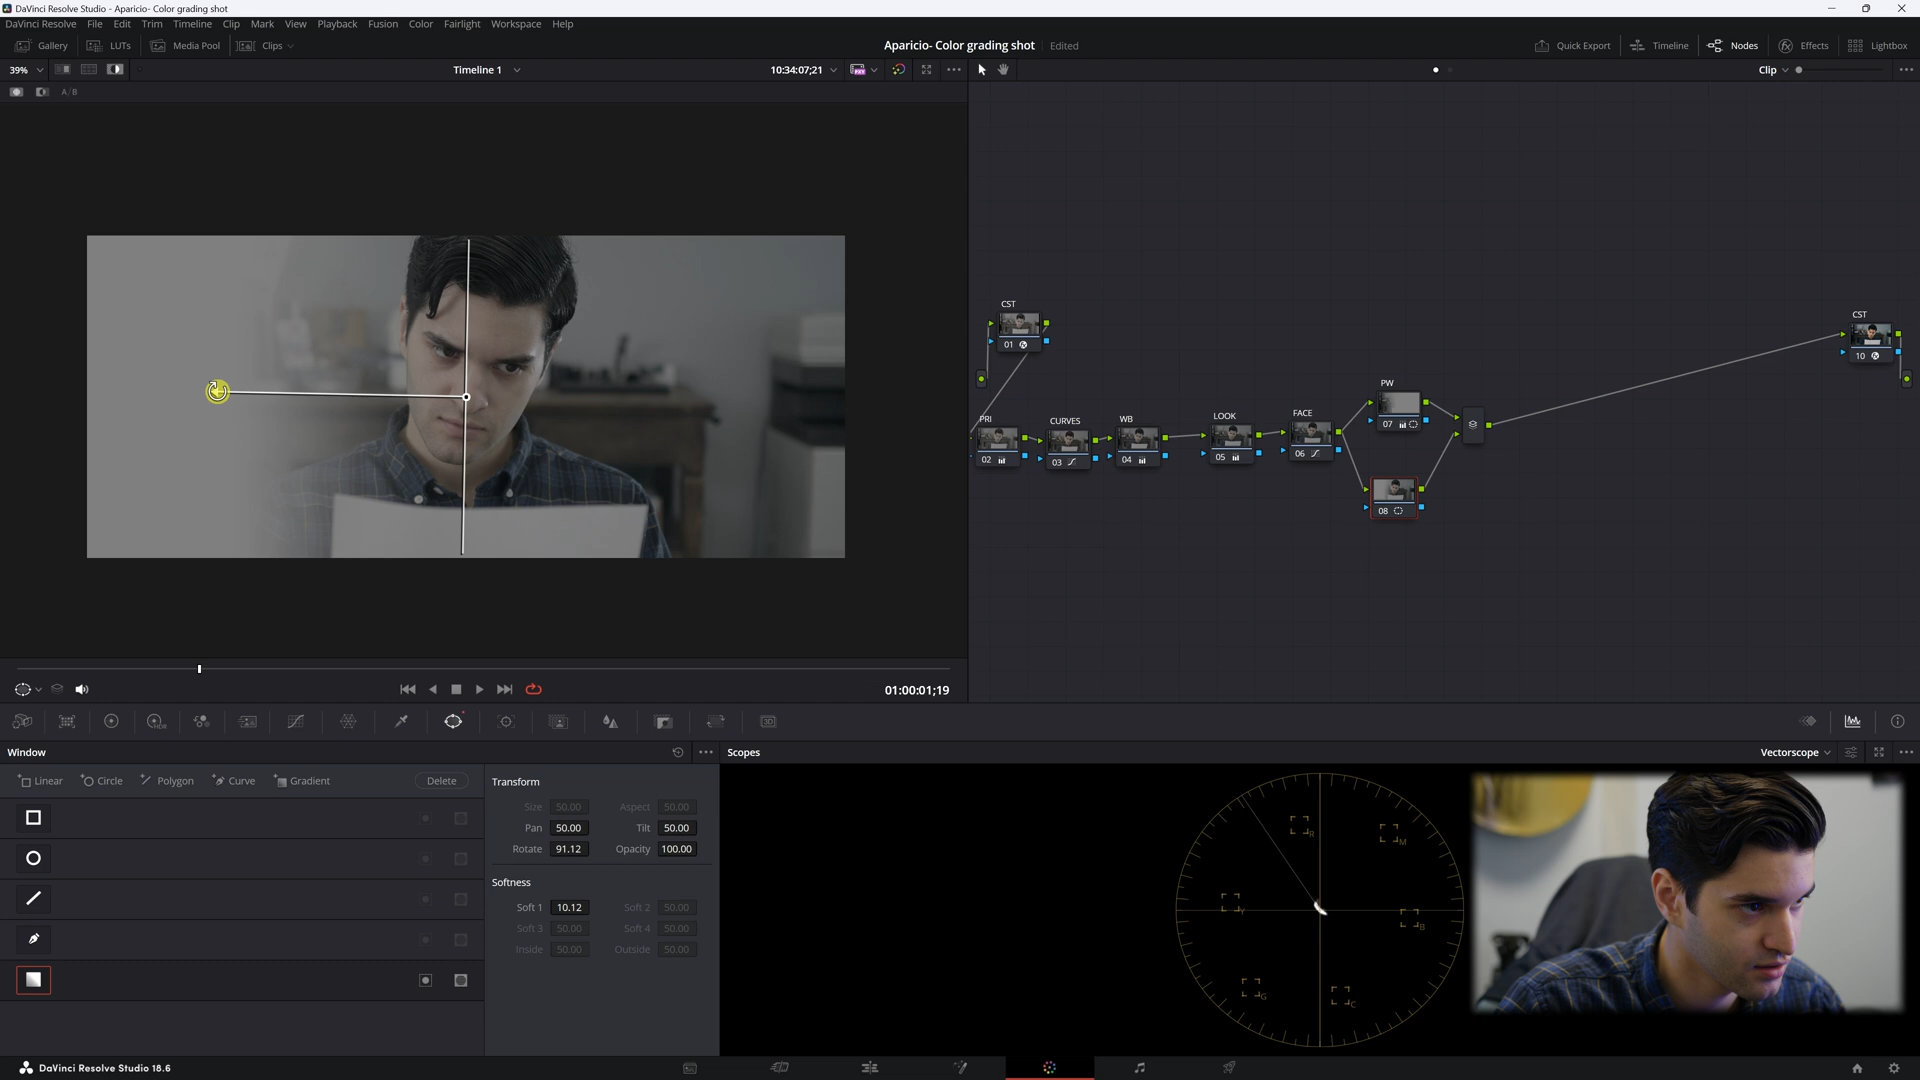 DaVinci Resolve Studio - Aparicio- Color grading shot
DaVinci Resolve File Edit Trim Timeline Clip Mark View Playback Fusion Color Fairlight Workspace Help
Gallery LUTs Media Pool Clips Aparicio- Color grading shot Edited Quick Export Timeline Nodes Effects Lightbox
39% Timeline 1 10:34:07;21 Clip
A/B
CST
01
CST
10
PW
07
PRI
02
CURVES
03
WB
04
LOOK
05
FACE
06
08
01:00:01;19
HDR
3D
Window
Scopes
Vectorscope
Linear Circle Polygon Curve Gradient Delete
Transform
Size 50.00 Aspect 50.00
Pan 50.00 Tilt 50.00
Rotate 91.12 Opacity 100.00
Softness
Soft 1 10.12 Soft 2 50.00
Soft 3 50.00 Soft 4 50.00
Inside 50.00 Outside 50.00
R
M
Y
B
G
C
DaVinci Resolve Studio 18.6